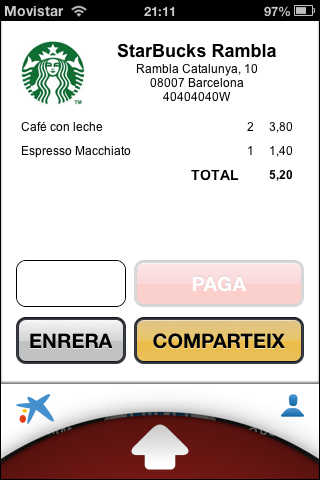 Movistar 21:11 97%
StarBucks Rambla
Rambla Catalunya, 10
08007 Barcelona
40404040W
Café con leche 2 3,80
Espresso Macchiato 1 1,40
TOTAL 5,20
PAGA
ENRERA COMPARTEIX